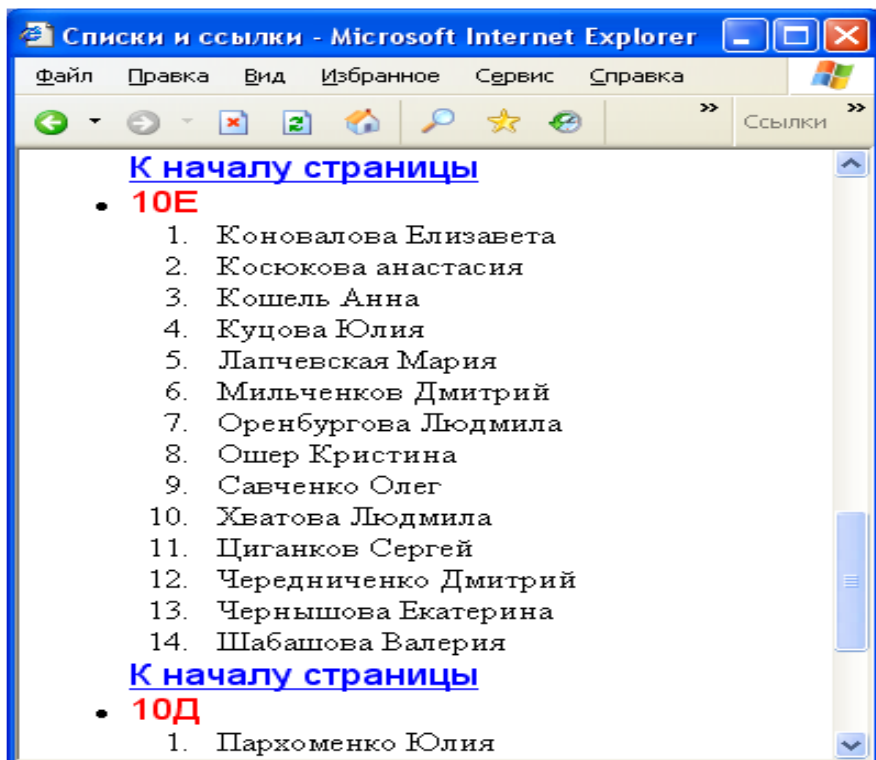 Списки и ссылки - Microsoft Internet Explorer
Файл Правка Вид Избранное Сервис Справка
» Ссылки »
К началу страницы
• 10Е
1. Коновалова Елизавета
2. Косюкова анастасия
3. Кошель Анна
4. Куцова Юлия
5. Лапчевская Мария
6. Мильченков Дмитрий
7. Оренбургова Людмила
8. Ошер Кристина
9. Савченко Олег
10. Хватова Людмила
11. Циганков Сергей
12. Чередниченко Дмитрий
13. Чернышова Екатерина
14. Шабашова Валерия
К началу страницы
• 10Д
1. Пархоменко Юлия